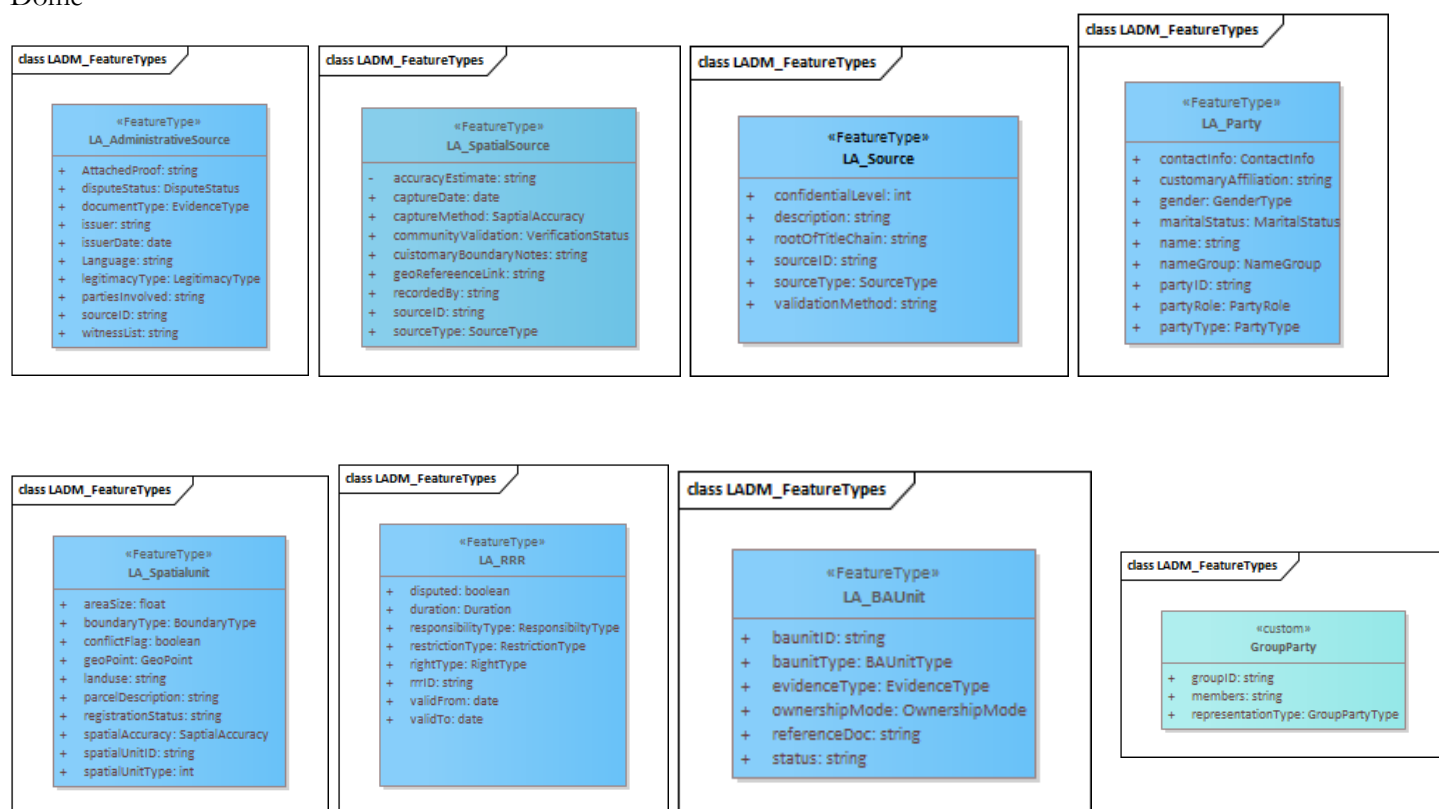 Dome
class LADM_FeatureTypes
«FeatureType»
LA_AdministrativeSource
+ AttachedProof: string
+ disputeStatus: DisputeStatus
+ documentType: EvidenceType
+ issuer: string
+ issuerDate: date
+ Language: string
+ legitimacyType: LegitimacyType
+ partiesInvolved: string
+ sourceID: string
+ witnessList: string
class LADM_FeatureTypes
«FeatureType»
LA_SpatialSource
- accuracyEstimate: string
+ captureDate: date
+ captureMethod: SaptialAccuracy
+ communityValidation: VerificationStatus
+ cuistomaryBoundaryNotes: string
+ geoRefereenceLink: string
+ recordedBy: string
+ sourceID: string
+ sourceType: SourceType
class LADM_FeatureTypes
«FeatureType»
LA_Source
+ confidentialLevel: int
+ description: string
+ rootOfTitleChain: string
+ sourceID: string
+ sourceType: SourceType
+ validationMethod: string
class LADM_FeatureTypes
«FeatureType»
LA_Party
+ contactInfo: ContactInfo
+ customaryAffiliation: string
+ gender: GenderType
+ maritalStatus: MaritalStatus
+ name: string
+ nameGroup: NameGroup
+ partyID: string
+ partyRole: PartyRole
+ partyType: PartyType
class LADM_FeatureTypes
«FeatureType»
LA_Spatialunit
+ areaSize: float
+ boundaryType: BoundaryType
+ conflictFlag: boolean
+ geoPoint: GeoPoint
+ landuse: string
+ parcelDescription: string
+ registrationStatus: string
+ spatialAccuracy: SaptialAccuracy
+ spatialUnitID: string
+ spatialUnitType: int
class LADM_FeatureTypes
«FeatureType»
LA_RRR
+ disputed: boolean
+ duration: Duration
+ responsibilityType: ResponsibiltyType
+ restrictionType: RestrictionType
+ rightType: RightType
+ rrrID: string
+ validFrom: date
+ validTo: date
class LADM_FeatureTypes
«FeatureType»
LA_BAUnit
+ baunitID: string
+ baunitType: BAUnitType
+ evidenceType: EvidenceType
+ ownershipMode: OwnershipMode
+ referenceDoc: string
+ status: string
class LADM_FeatureTypes
«custom»
GroupParty
+ groupID: string
+ members: string
+ representationType: GroupPartyType